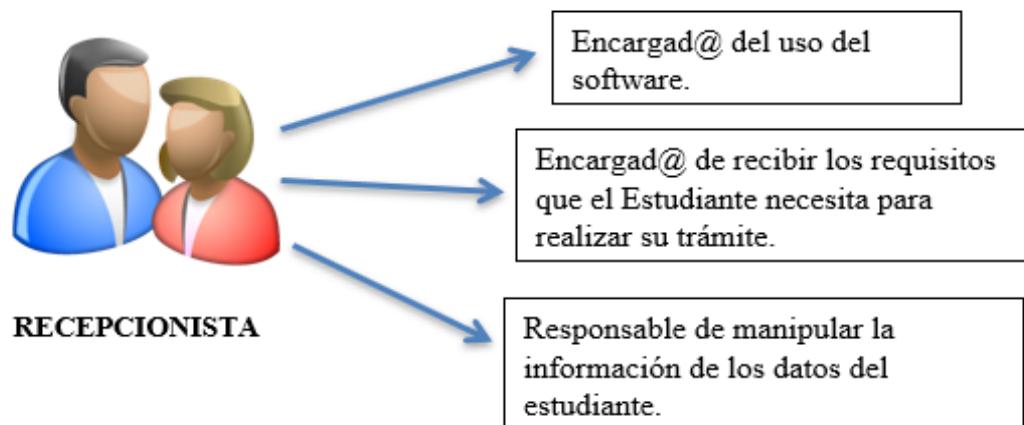 Encargad@ del uso del
software.
Encargad@ de recibir los requisitos
que el Estudiante necesita para
realizar su trámite.
RECEPCIONISTA
Responsable de manipular la
información de los datos del
estudiante.